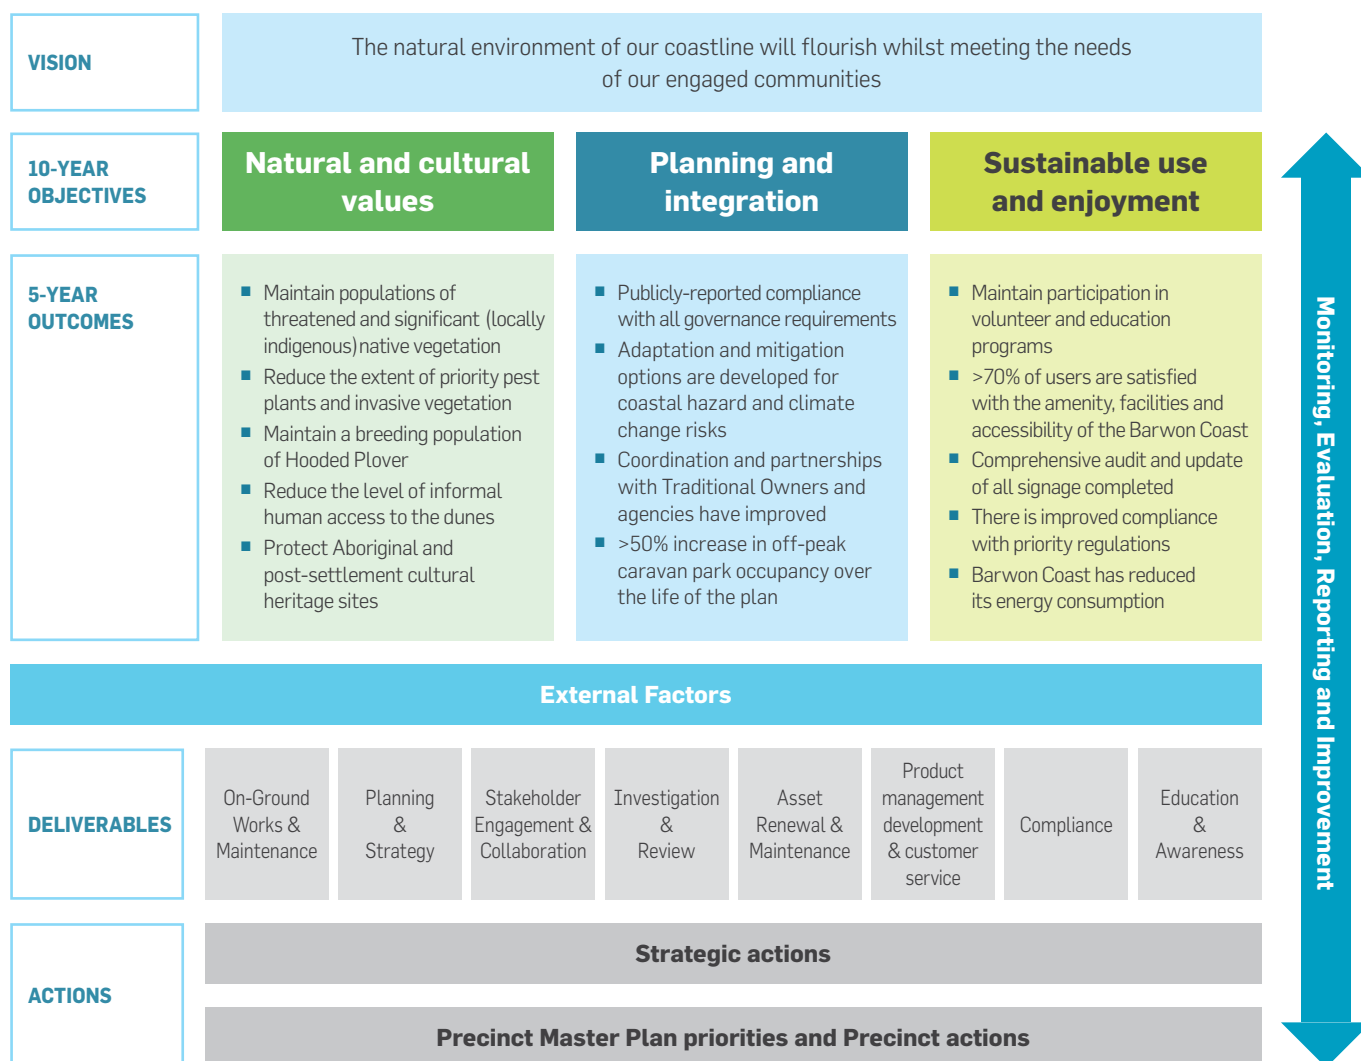 VISION
The natural environment of our coastline will flourish whilst meeting the needs
of our engaged communities
10-YEAR
OBJECTIVES
Natural and cultural
values
Planning and
integration
Sustainable use
and enjoyment
5-YEAR
OUTCOMES
■ Maintain populations of
threatened and significant (locally
indigenous) native vegetation
■ Reduce the extent of priority pest
plants and invasive vegetation
■ Maintain a breeding population
of Hooded Plover
■ Reduce the level of informal
human access to the dunes
■ Protect Aboriginal and
post-settlement cultural
heritage sites
■ Publicly-reported compliance
with all governance requirements
■ Adaptation and mitigation
options are developed for
coastal hazard and climate
change risks
■ Coordination and partnerships
with Traditional Owners and
agencies have improved
■ >50% increase in off-peak
caravan park occupancy over
the life of the plan
■ Maintain participation in
volunteer and education
programs
■ >70% of users are satisfied
with the amenity, facilities and
accessibility of the Barwon Coast
■ Comprehensive audit and update
of all signage completed
■ There is improved compliance
with priority regulations
■ Barwon Coast has reduced
its energy consumption
Monitoring, Evaluation, Reporting and Improvement
External Factors
DELIVERABLES
On-Ground
Works &
Maintenance
Planning
&
Strategy
Stakeholder
Engagement &
Collaboration
Investigation
&
Review
Asset
Renewal &
Maintenance
Product
management
development
& customer
service
Compliance
Education
&
Awareness
ACTIONS
Strategic actions
Precinct Master Plan priorities and Precinct actions